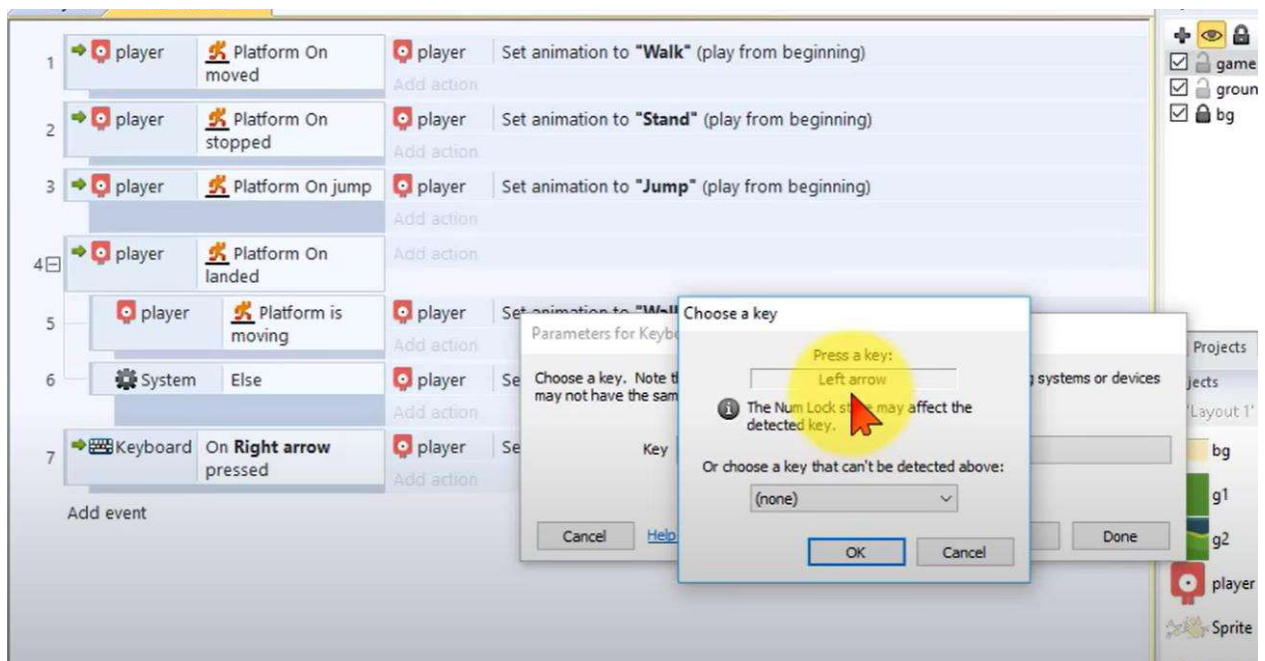 1 player Platform On moved player Set animation to "Walk" (play from beginning)
Add action
2 player Platform On stopped player Set animation to "Stand" (play from beginning)
Add action
3 player Platform On jump player Set animation to "Jump" (play from beginning)
Add action
4 player Platform On landed Add action
5 player Platform is moving player Set animation to
Add action
6 System Else player Se
Add action
7 Keyboard On Right arrow pressed player Se
Add action
Add event
Parameters for Keybo
Choose a key. Note t
may not have the sam
g systems or devices
Key
Cancel
Help
Done
Choose a key
Press a key:
Left arrow
The Num Lock may affect the
detected key.
Or choose a key that can't be detected above:
(none)
OK
Cancel
game
groun
bg
Projects
jects
'Layout 1'
bg
g1
g2
player
Sprite